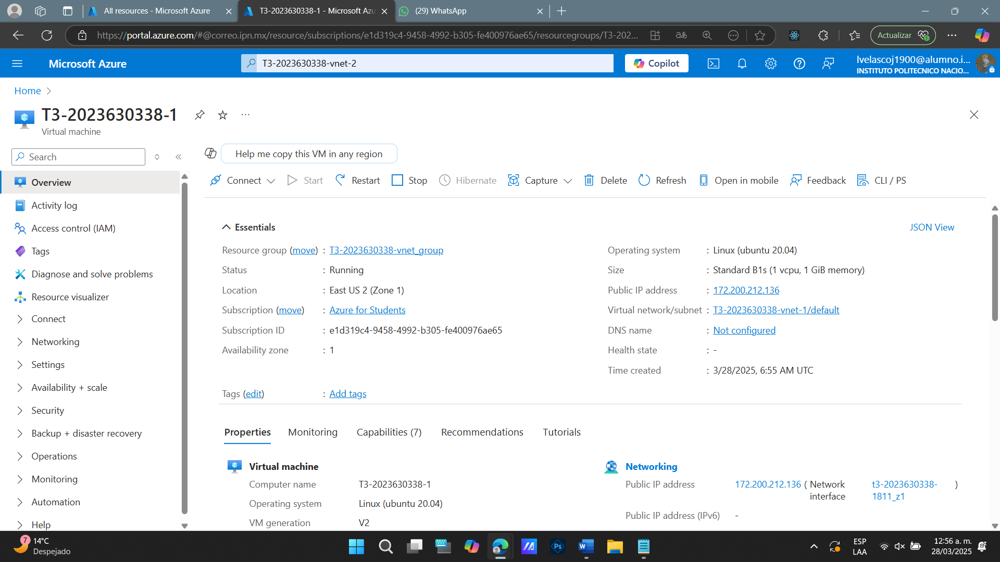 All resources - Microsoft Azure
T3-2023630338-1 - Microsoft Azu
(29) WhatsApp
https://portal.azure.com/#@correo.ipn.mx/resource/subscriptions/e1d319c4-9458-4992-b305-fe400976ae65/resourcegroups/T3-202...
Actualizar
Microsoft Azure
T3-2023630338-vnet-2
Copilot
lvelascoj1900@alumno.i...
INSTITUTO POLITECNICO NACIO...
Home
T3-2023630338-1
Virtual machine
Search
Help me copy this VM in any region
Connect
Start
Restart
Stop
Hibernate
Capture
Delete
Refresh
Open in mobile
Feedback
CLI / PS
Overview
Activity log
Access control (IAM)
Tags
Diagnose and solve problems
Resource visualizer
Connect
Networking
Settings
Availability + scale
Security
Backup + disaster recovery
Operations
Monitoring
Automation
Help
Essentials
JSON View
Resource group (move) : T3-2023630338-vnet_group
Status : Running
Location : East US 2 (Zone 1)
Subscription (move) : Azure for Students
Subscription ID : e1d319c4-9458-4992-b305-fe400976ae65
Availability zone : 1
Operating system : Linux (ubuntu 20.04)
Size : Standard B1s (1 vcpu, 1 GiB memory)
Public IP address : 172.200.212.136
Virtual network/subnet : T3-2023630338-vnet-1/default
DNS name : Not configured
Health state : -
Time created : 3/28/2025, 6:55 AM UTC
Tags (edit) : Add tags
Properties
Monitoring
Capabilities (7)
Recommendations
Tutorials
Virtual machine
Computer name T3-2023630338-1
Operating system Linux (ubuntu 20.04)
VM generation V2
Networking
Public IP address 172.200.212.136 ( Network interface t3-2023630338-1811_z1 )
Public IP address (IPv6) -
7
14°C
Despejado
Ps
W
ESP
LAA
12:56 a. m.
28/03/2025